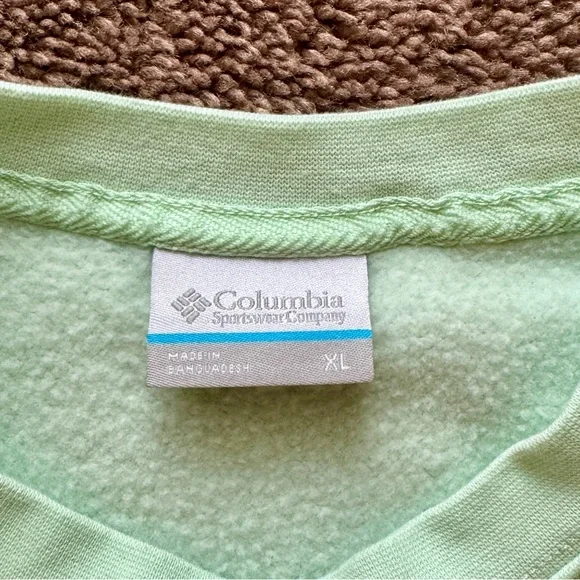 Columbia
Sportswear Company
MADE IN
BANGLADESH
XL